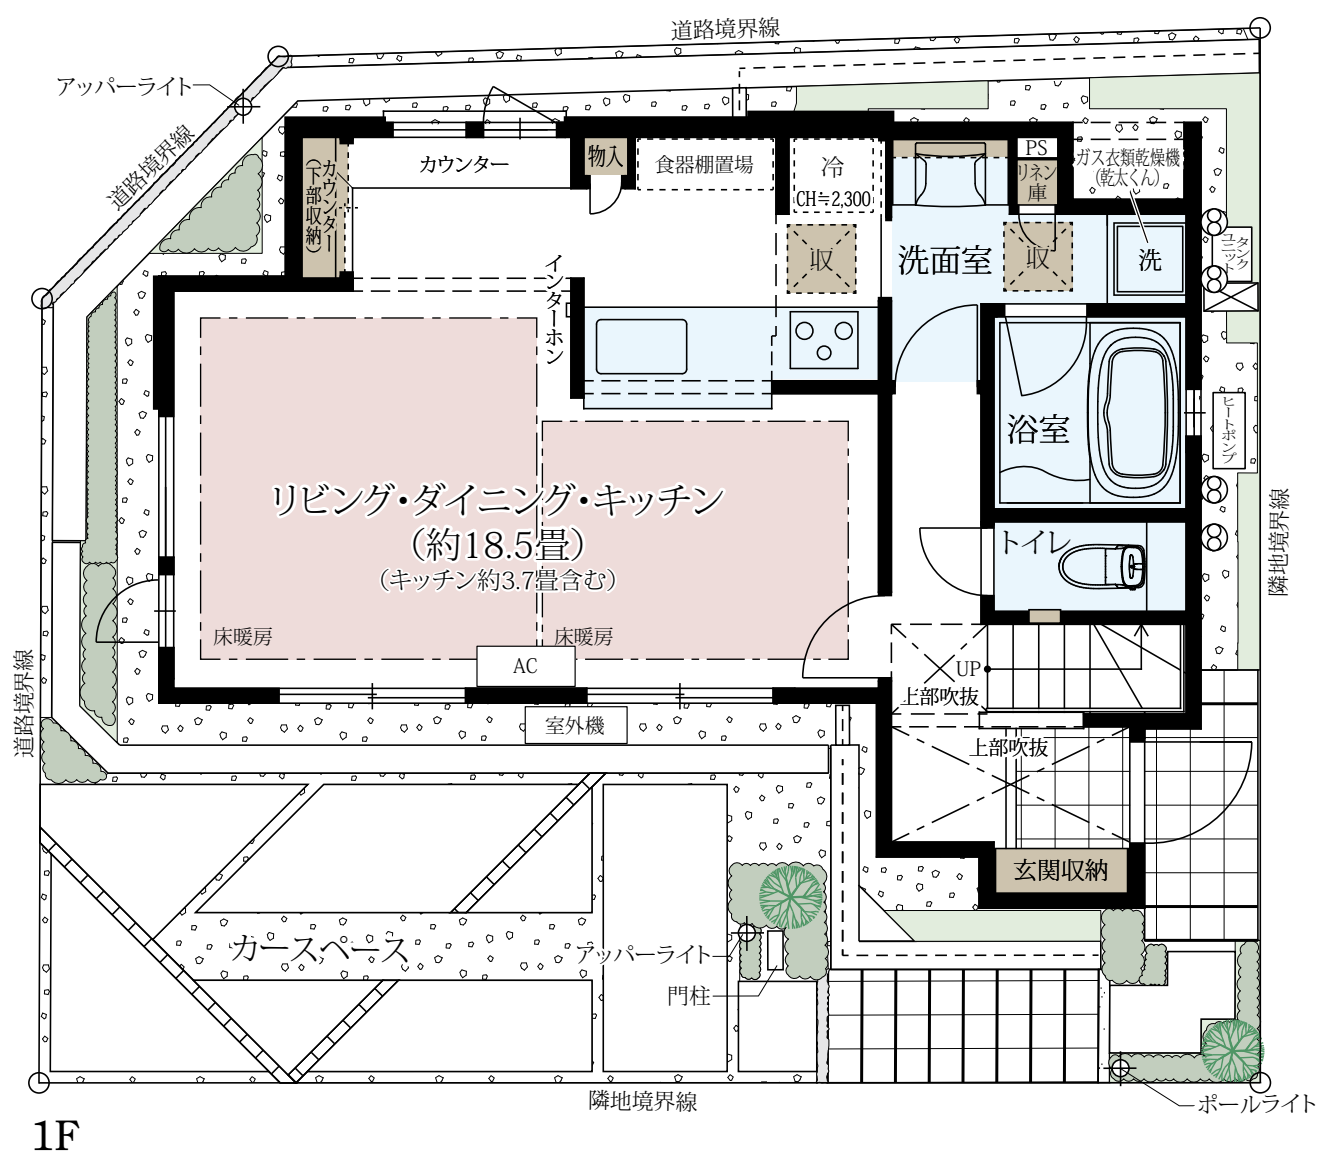 道路境界線
アッパーライト
道路境界線
カウンター
（下部収納）
カウンター
物入
食器棚置場
冷
CH≒2,300
PS
リネン
庫
ガス衣類乾燥機
（乾太くん）
収
洗面室
収
洗
タンク
ユニット
インターホン
ヒートポンプ
浴室
リビング・ダイニング・キッチン
（約18.5畳）
（キッチン約3.7畳含む）
トイレ
隣地境界線
床暖房
床暖房
AC
UP
上部吹抜
道路境界線
室外機
上部吹抜
玄関収納
カースペース
アッパーライト
門柱
隣地境界線
ポールライト
1F